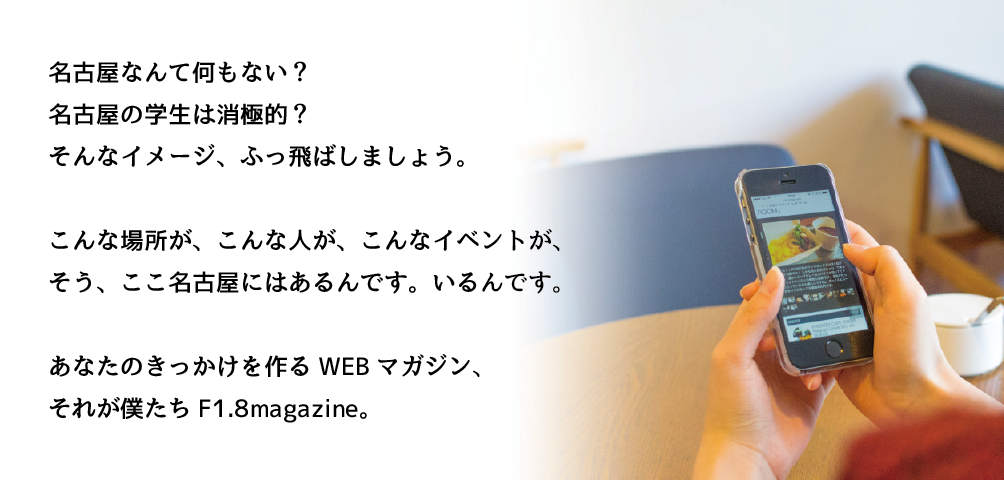 名古屋なんて何もない？
名古屋の学生は消極的？
そんなイメージ、ふっ飛ばしましょう。
こんな場所が、こんな人が、こんなイベントが、
そう、ここ名古屋にはあるんです。いるんです。
あなたのきっかけを作る WEB マガジン、
それが僕たち F1.8magazine。